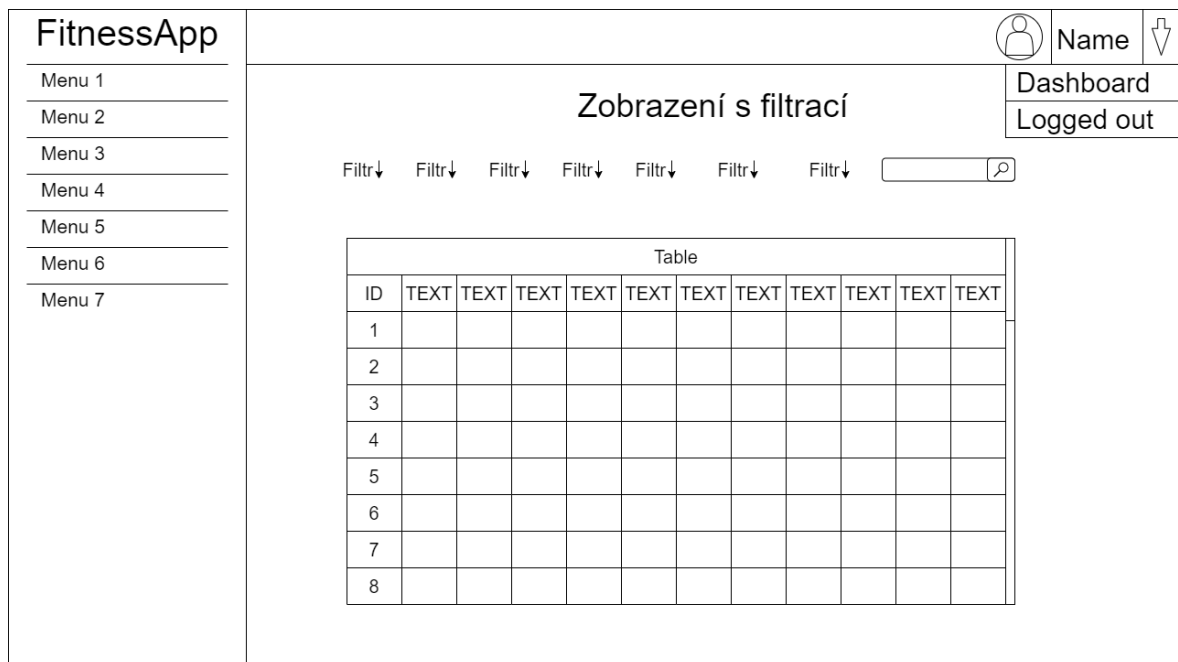 FitnessApp
Name
Menu 1
Menu 2
Menu 3
Menu 4
Menu 5
Menu 6
Menu 7
Dashboard
Logged out
Zobrazení s filtrací
Filtr Filtr Filtr Filtr Filtr Filtr Filtr
Table
ID TEXT TEXT TEXT TEXT TEXT TEXT TEXT TEXT TEXT TEXT TEXT
1
2
3
4
5
6
7
8